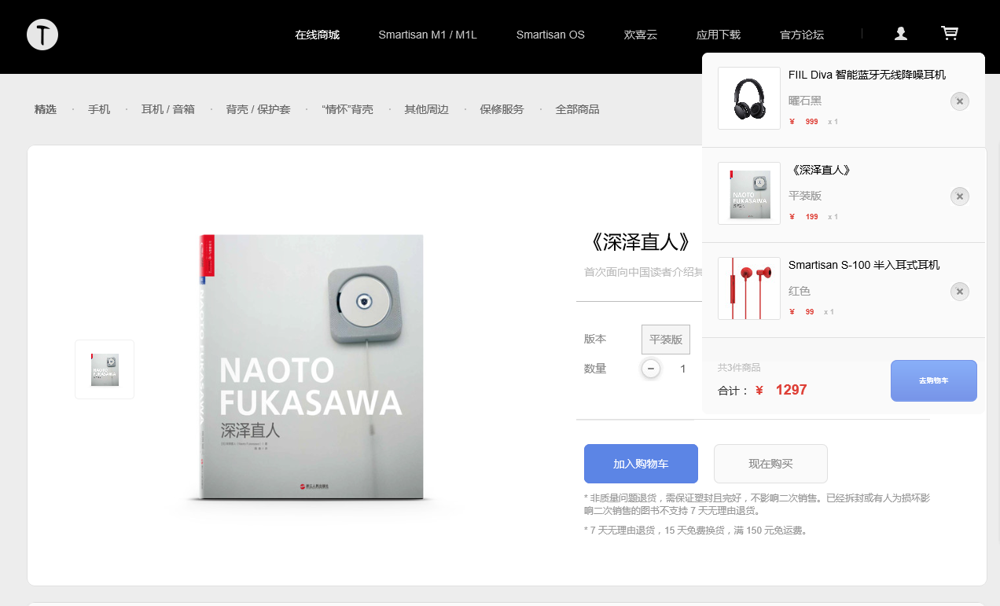 T
在线商城 Smartisan M1 / M1L Smartisan OS 欢喜云 应用下载 官方论坛
精选 · 手机 · 耳机 / 音箱 · 背壳 / 保护套 · “情怀”背壳 · 其他周边 · 保修服务 · 全部商品
FIIL Diva 智能蓝牙无线降噪耳机
曜石黑
¥ 999 x 1
《深泽直人》
平装版
¥ 199 x 1
Smartisan S-100 半入耳式耳机
红色
¥ 99 x 1
共3件商品
合计： ¥ 1297
去购物车
NAOTO
FUKASAWA
深泽直人
浙江人民出版社
《深泽直人》
首次面向中国读者介绍其
版本 平装版
数量 − 1
加入购物车 现在购买
* 非质量问题退货，需保证塑封且完好，不影响二次销售。已经拆封或有人为损坏影
响二次销售的图书不支持 7 天无理由退货。
* 7 天无理由退货，15 天免费换货，满 150 元免运费。